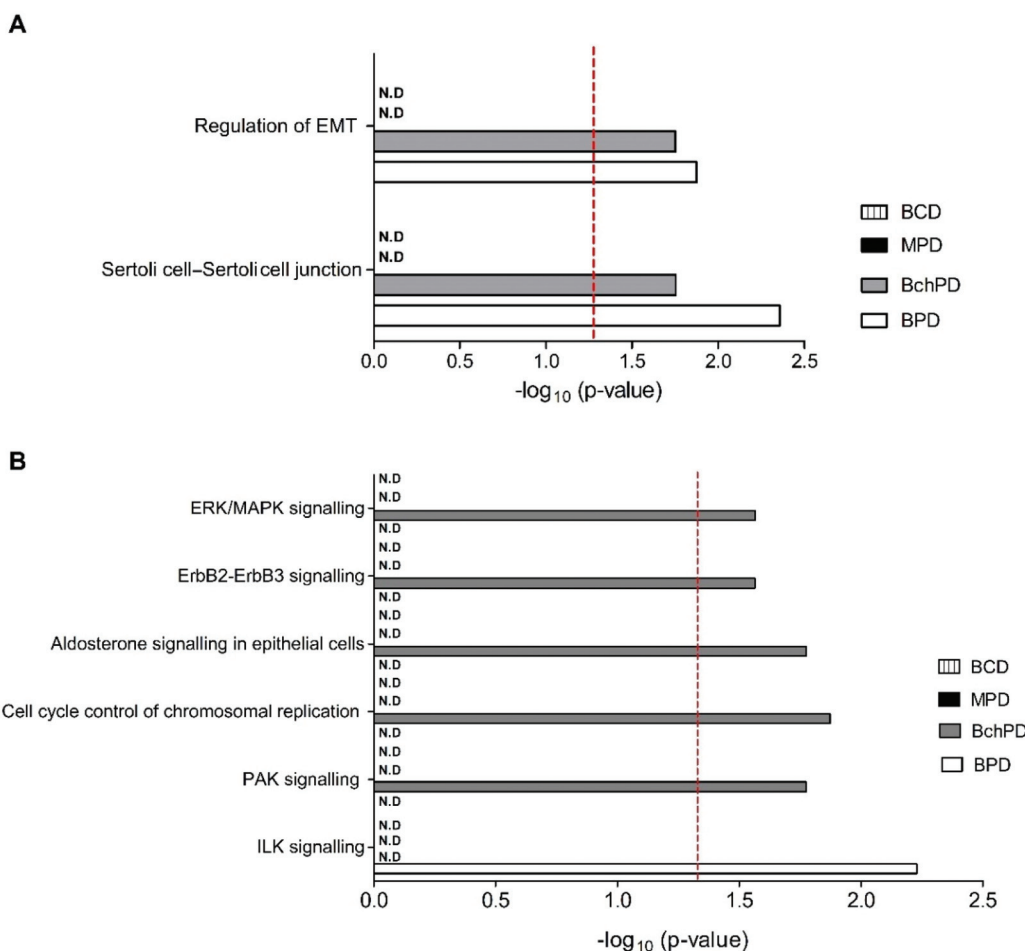 A
N.D
N.D
Regulation of EMT
N.D
N.D
Sertoli cell–Sertoli cell junction
BCD
MPD
BchPD
BPD
0.0 0.5 1.0 1.5 2.0 2.5
-log10 (p-value)
B
N.D
N.D
ERK/MAPK signalling
N.D
N.D
N.D
ErbB2-ErbB3 signalling
N.D
N.D
N.D
Aldosterone signalling in epithelial cells
N.D
N.D
N.D
Cell cycle control of chromosomal replication
N.D
N.D
N.D
PAK signalling
N.D
N.D
N.D
ILK signalling
N.D
BCD
MPD
BchPD
BPD
0.0 0.5 1.0 1.5 2.0 2.5
-log10 (p-value)